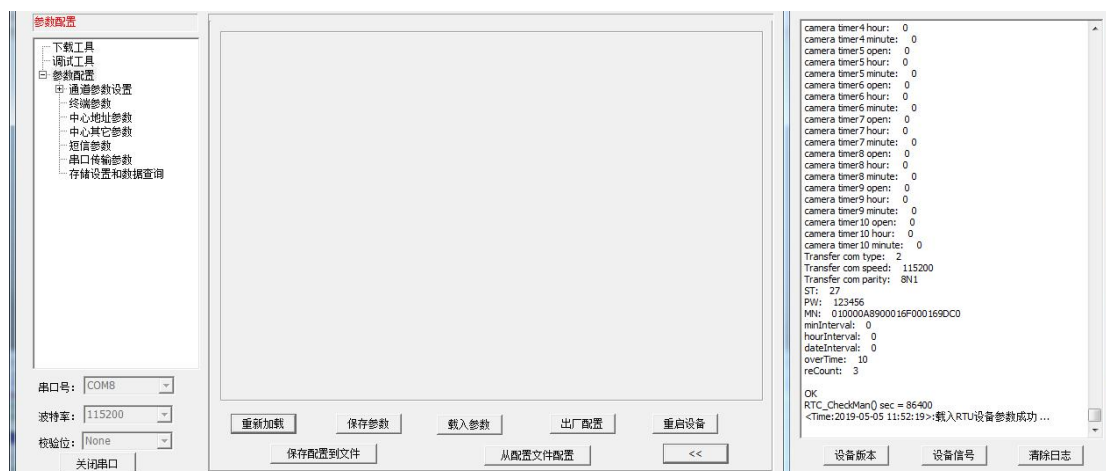 参数配置
下载工具
调试工具
参数配置
通道参数设置
终端参数
中心地址参数
中心其它参数
短信参数
串口传输参数
存储设置和数据查询
串口号: COM8
波特率: 115200
校验位: None
关闭串口
重新加载 保存参数 载入参数 出厂配置 重启设备
保存配置到文件 从配置文件配置 <<
camera timer4 hour: 0
camera timer4 minute: 0
camera timer5 open: 0
camera timer5 hour: 0
camera timer5 minute: 0
camera timer6 open: 0
camera timer6 hour: 0
camera timer6 minute: 0
camera timer7 open: 0
camera timer7 hour: 0
camera timer7 minute: 0
camera timer8 open: 0
camera timer8 hour: 0
camera timer8 minute: 0
camera timer9 open: 0
camera timer9 hour: 0
camera timer9 minute: 0
camera timer10 open: 0
camera timer10 hour: 0
camera timer10 minute: 0
Transfer com type: 2
Transfer com speed: 115200
Transfer com parity: 8N1
ST: 27
PW: 123456
MN: 010000A8900016F000169DC0
minInterval: 0
hourInterval: 0
dateInterval: 0
overTime: 10
reCount: 3
OK
RTC_CheckMan() sec = 86400
<Time:2019-05-05 11:52:19>:载入RTU设备参数成功 ...
设备版本 设备信号 清除日志